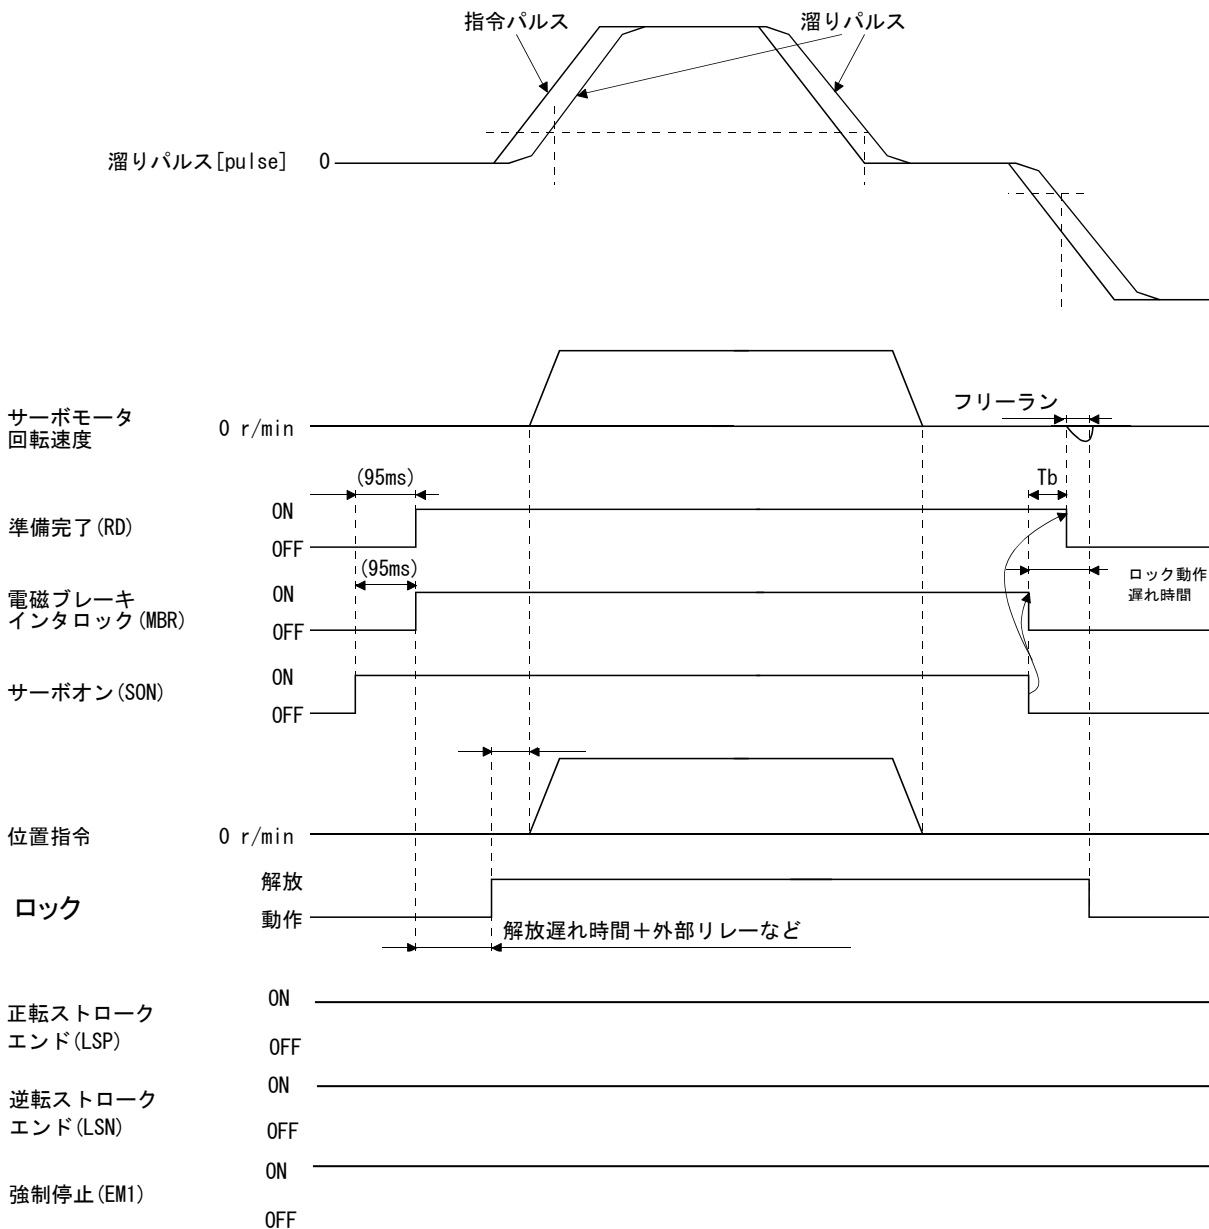 指令パルス
溜りパルス
溜りパルス[pulse] 0
フリーラン
サーボモータ
回転速度
0 r/min
(95ms)
Tb
準備完了(RD)
ON
OFF
(95ms)
ロック動作
遅れ時間
電磁ブレーキ
インタロック(MBR)
ON
OFF
サーボオン(SON)
ON
OFF
位置指令
0 r/min
ロック
解放
動作
解放遅れ時間＋外部リレーなど
正転ストローク
エンド(LSP)
ON
OFF
逆転ストローク
エンド(LSN)
ON
OFF
強制停止(EM1)
ON
OFF